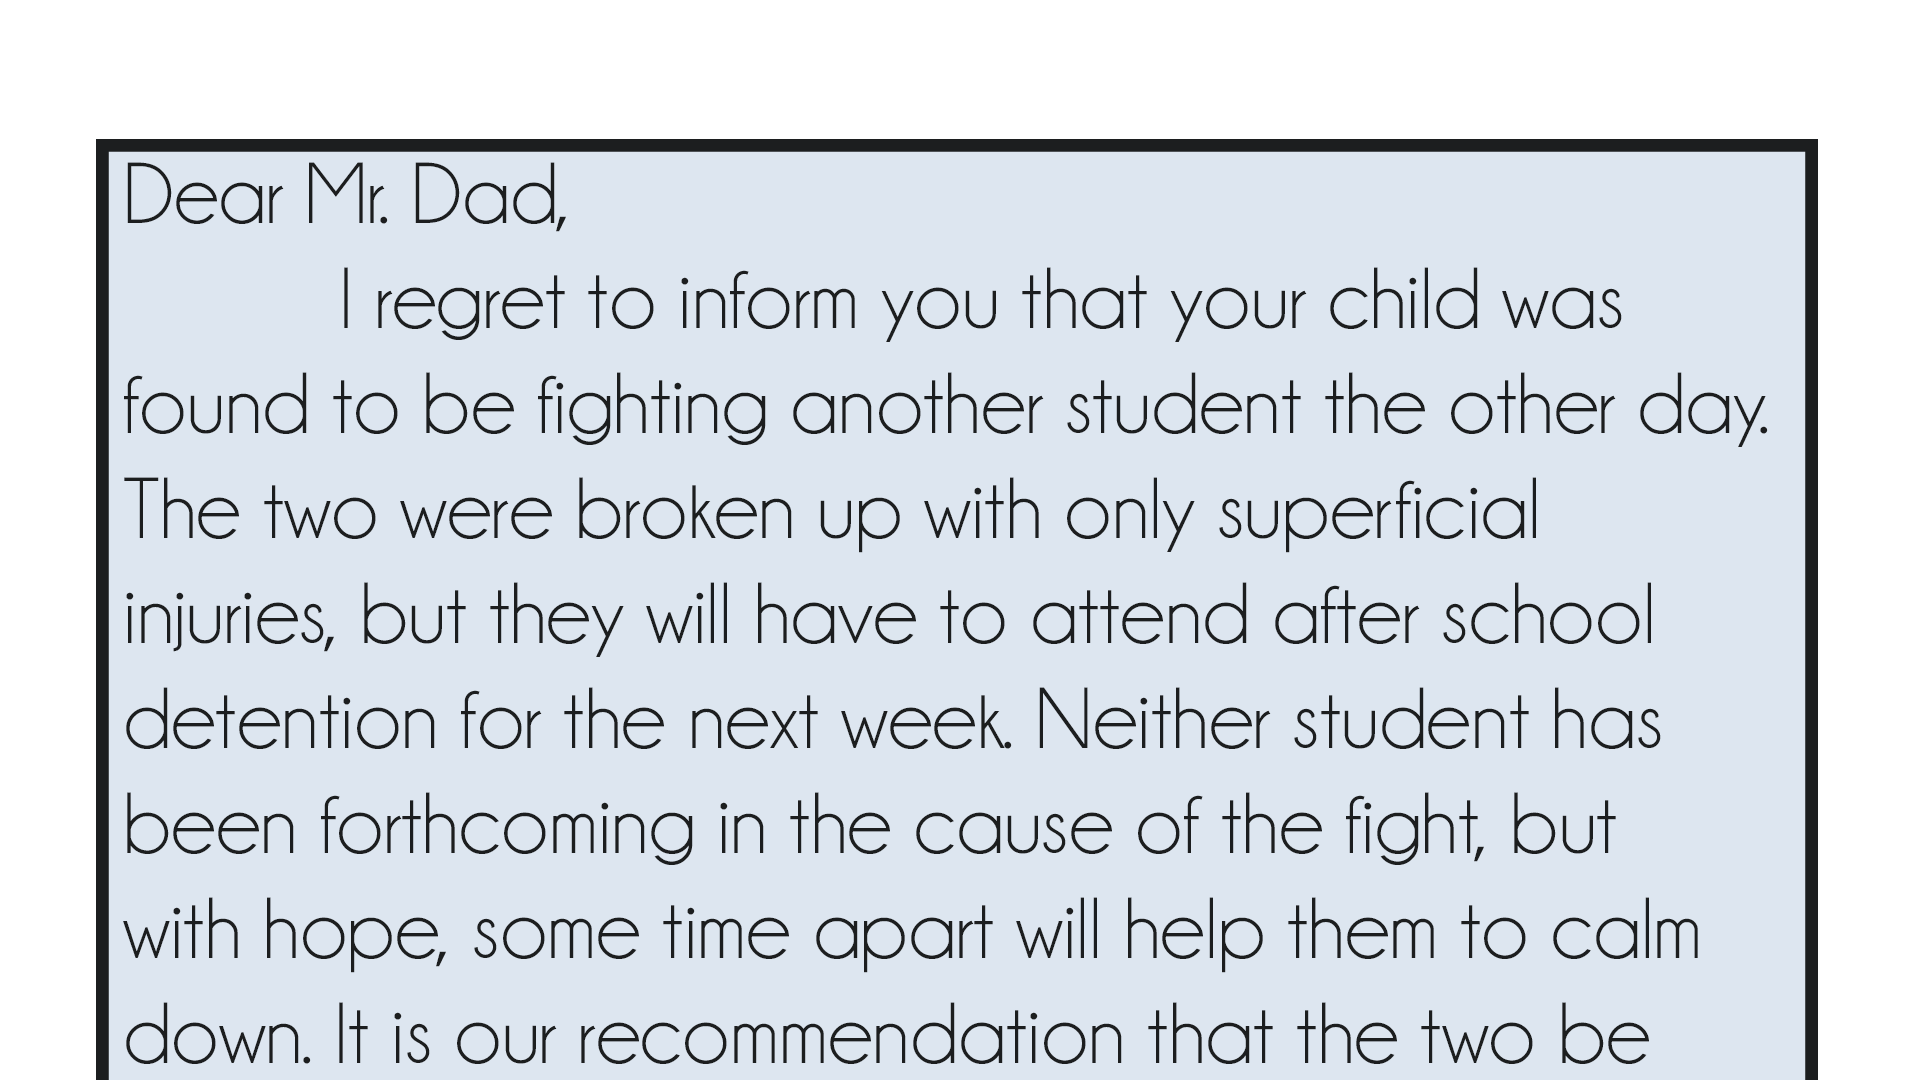 Dear Mr. Dad,
I regret to inform you that your child was
found to be fighting another student the other day.
The two were broken up with only superficial
injuries, but they will have to attend after school
detention for the next week. Neither student has
been forthcoming in the cause of the fight, but
with hope, some time apart will help them to calm
down. It is our recommendation that the two be